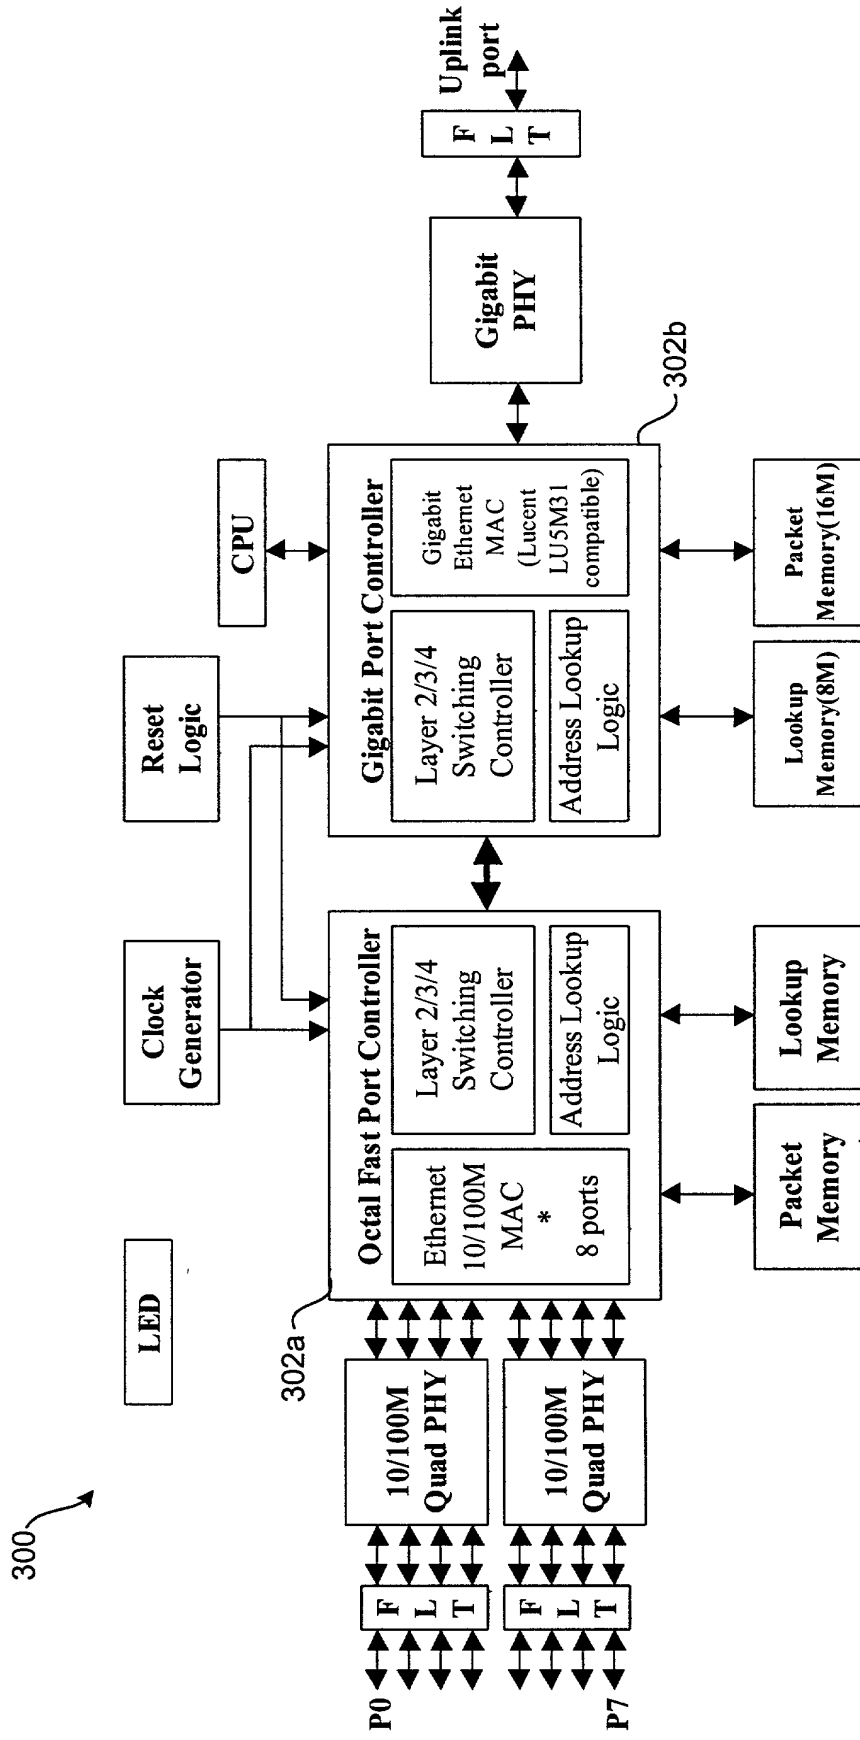 300
LED
Clock
Generator
Reset
Logic
CPU
302a
Octal Fast Port Controller
Ethernet
10/100M
MAC
*
8 ports
Layer 2/3/4
Switching
Controller
Address Lookup
Logic
Gigabit Port Controller
Layer 2/3/4
Switching
Controller
Address Lookup
Logic
Gigabit
Ethernet
MAC
(Lucent
LU5M31
compatible)
302b
Gigabit
PHY
F
L
T
Uplink
port
P0
F
L
T
10/100M
Quad PHY
P7
F
L
T
10/100M
Quad PHY
Packet
Memory
Lookup
Memory
Lookup
Memory(8M)
Packet
Memory(16M)